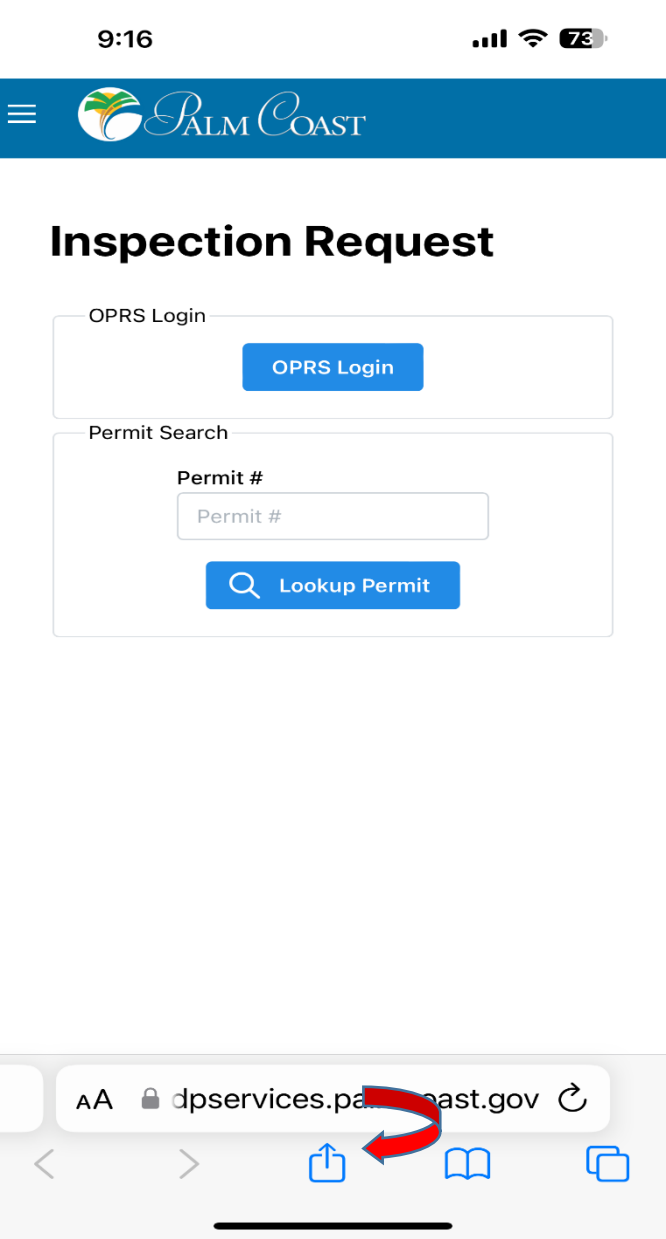 9:16
73
PALM COAST
Inspection Request
OPRS Login
OPRS Login
Permit Search
Permit #
Permit #
Lookup Permit
AA